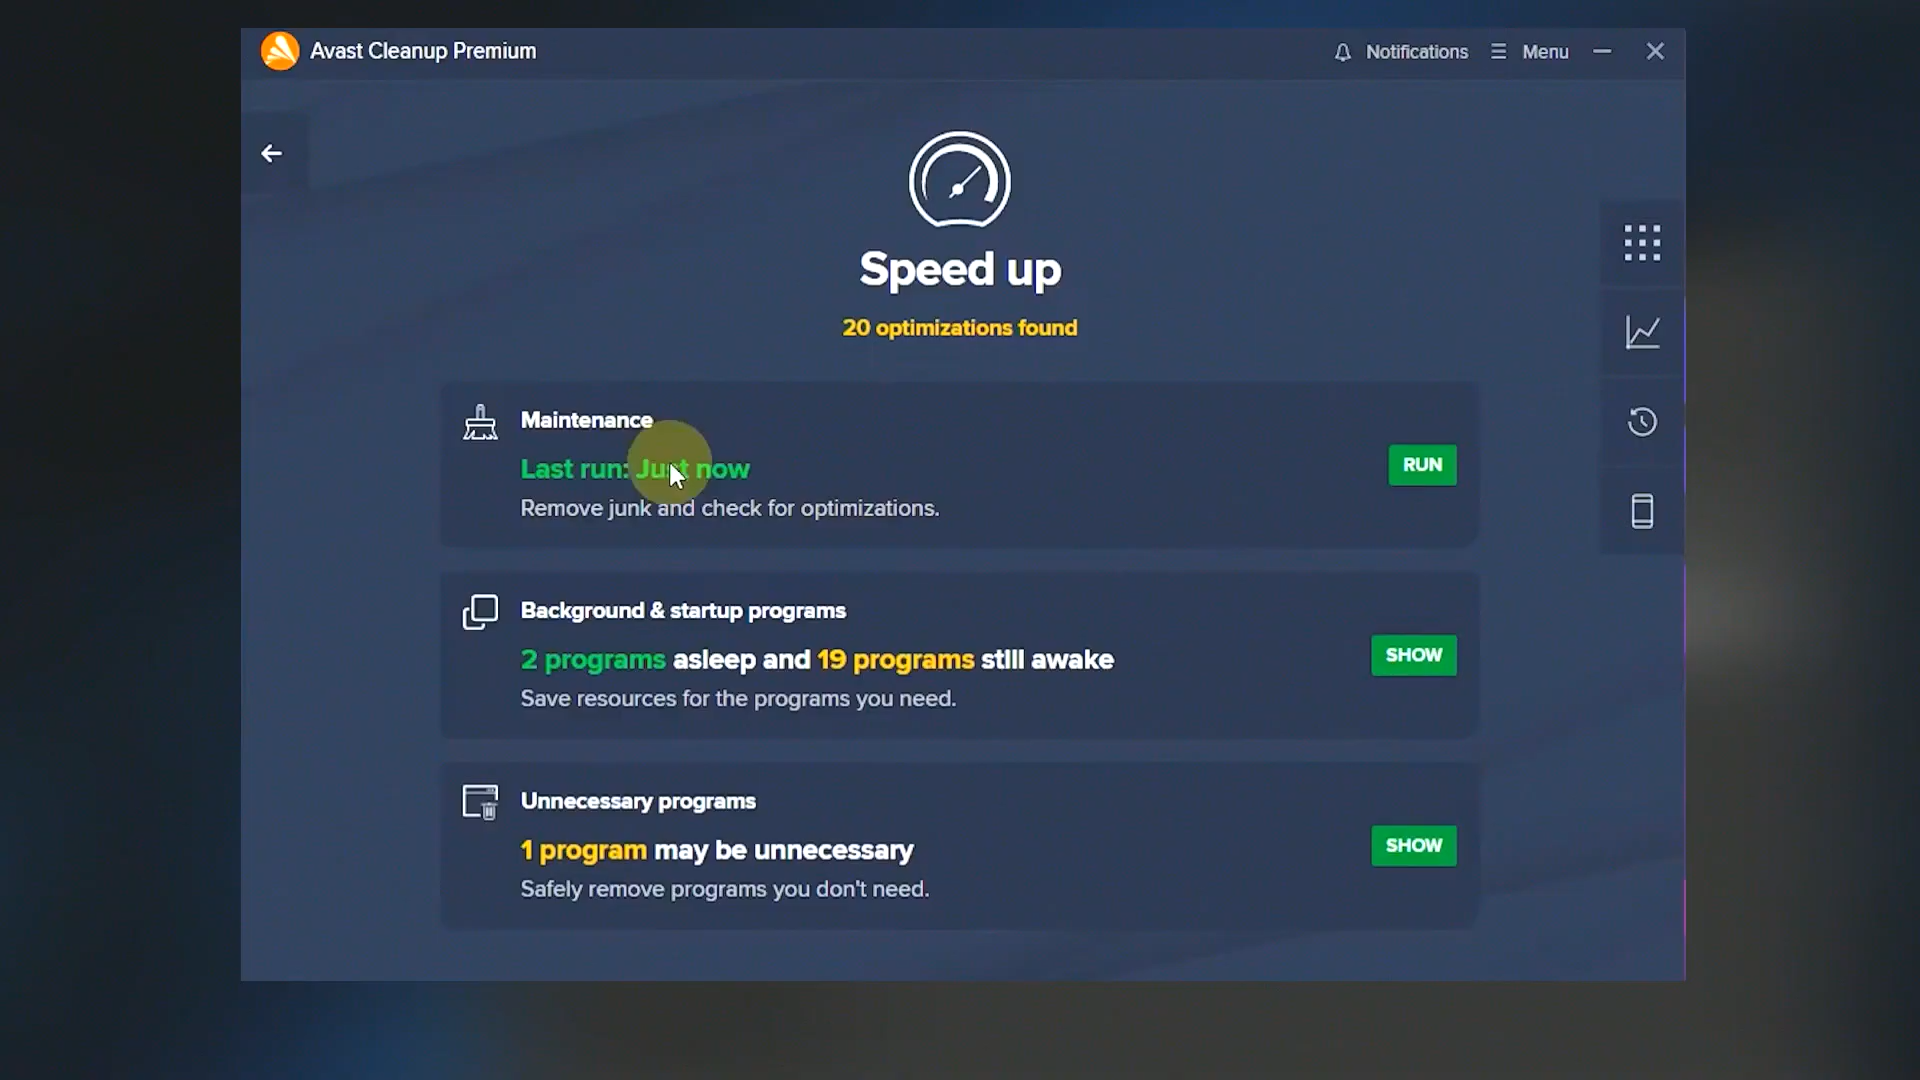 Avast Cleanup Premium
Notifications
Menu
Speed up
20 optimizations found
Maintenance
Last run: Just now
Remove junk and check for optimizations.
RUN
Background & startup programs
2 programs asleep and 19 programs still awake
Save resources for the programs you need.
SHOW
Unnecessary programs
1 program may be unnecessary
Safely remove programs you don't need.
SHOW